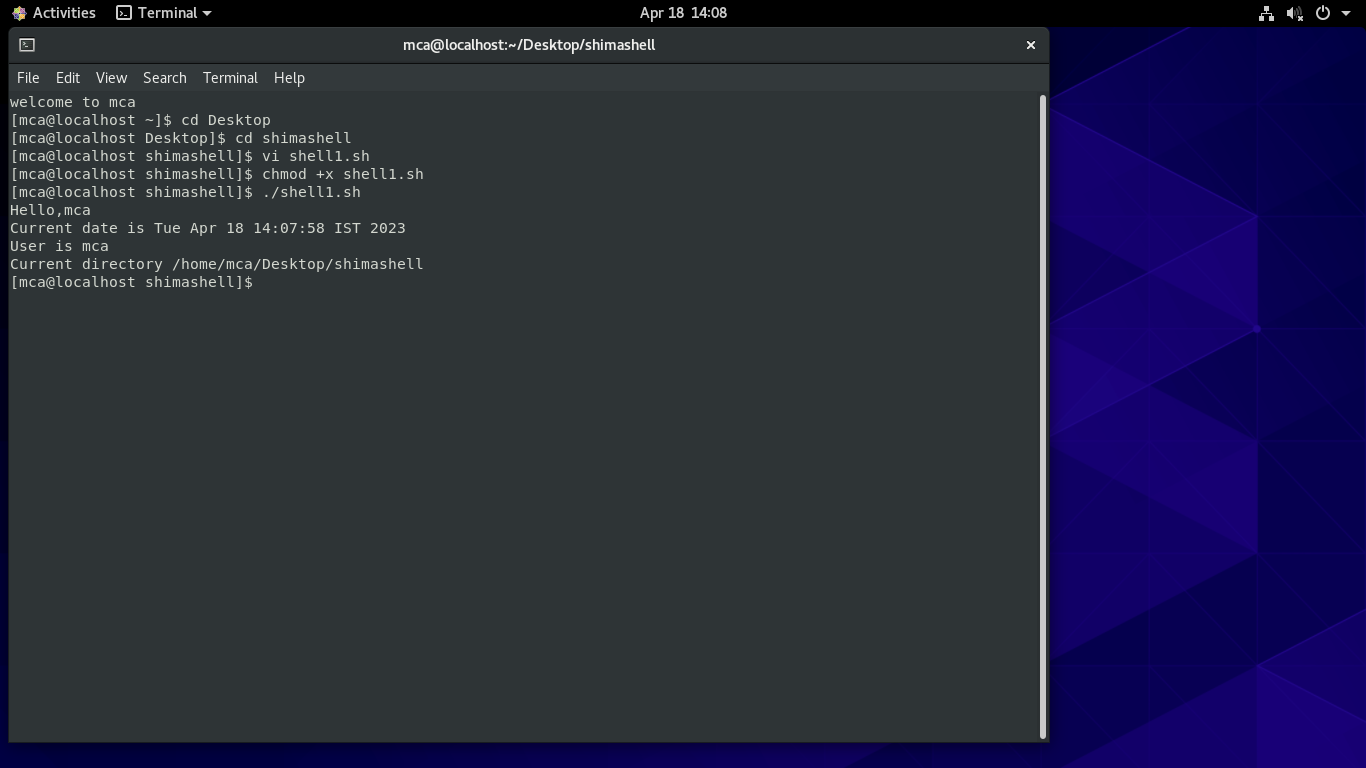 Activities Terminal Apr 18 14:08
mca@localhost:~/Desktop/shimashell
File Edit View Search Terminal Help
welcome to mca
[mca@localhost ~]$ cd Desktop
[mca@localhost Desktop]$ cd shimashell
[mca@localhost shimashell]$ vi shell1.sh
[mca@localhost shimashell]$ chmod +x shell1.sh
[mca@localhost shimashell]$ ./shell1.sh
Hello,mca
Current date is Tue Apr 18 14:07:58 IST 2023
User is mca
Current directory /home/mca/Desktop/shimashell
[mca@localhost shimashell]$